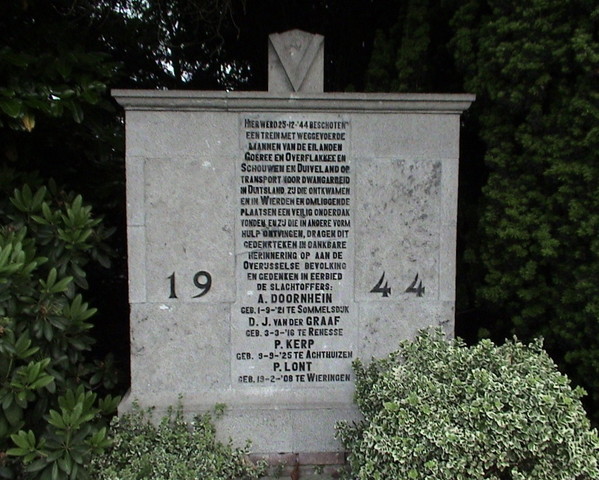 HIER WERD 25-12-'44 BESCHOTEN
EEN TREIN MET WEGGEVOERDE
MANNEN VAN DE EILANDEN
GOEREE EN OVERFLAKKEE EN
SCHOUWEN EN DUIVELAND OP
TRANSPORT VOOR DWANGARBEID
IN DUITSLAND. ZIJ DIE ONTKWAMEN
EN IN WIERDEN EN OMLIGGENDE
PLAATSEN EEN VEILIG ONDERDAK
VONDEN, EN ZIJ DIE IN ANDERE VORM
HULP ONTVINGEN, DRAGEN DIT
GEDENKTEKEN IN DANKBARE
HERINNERING OP AAN DE
OVERIJSSELSE BEVOLKING
EN GEDENKEN IN EERBIED
DE SLACHTOFFERS:
19 44
A. DOORNHEIN
GEB. 1-9-'21 TE SOMMELSDIJK
D. J. VAN DER GRAAF
GEB. 3-3-'16 TE RENESSE
P. KERP
GEB. 9-9-'25 TE ACHTHUIZEN
P. LONT
GEB. 19-2-'08 TE WIERINGEN